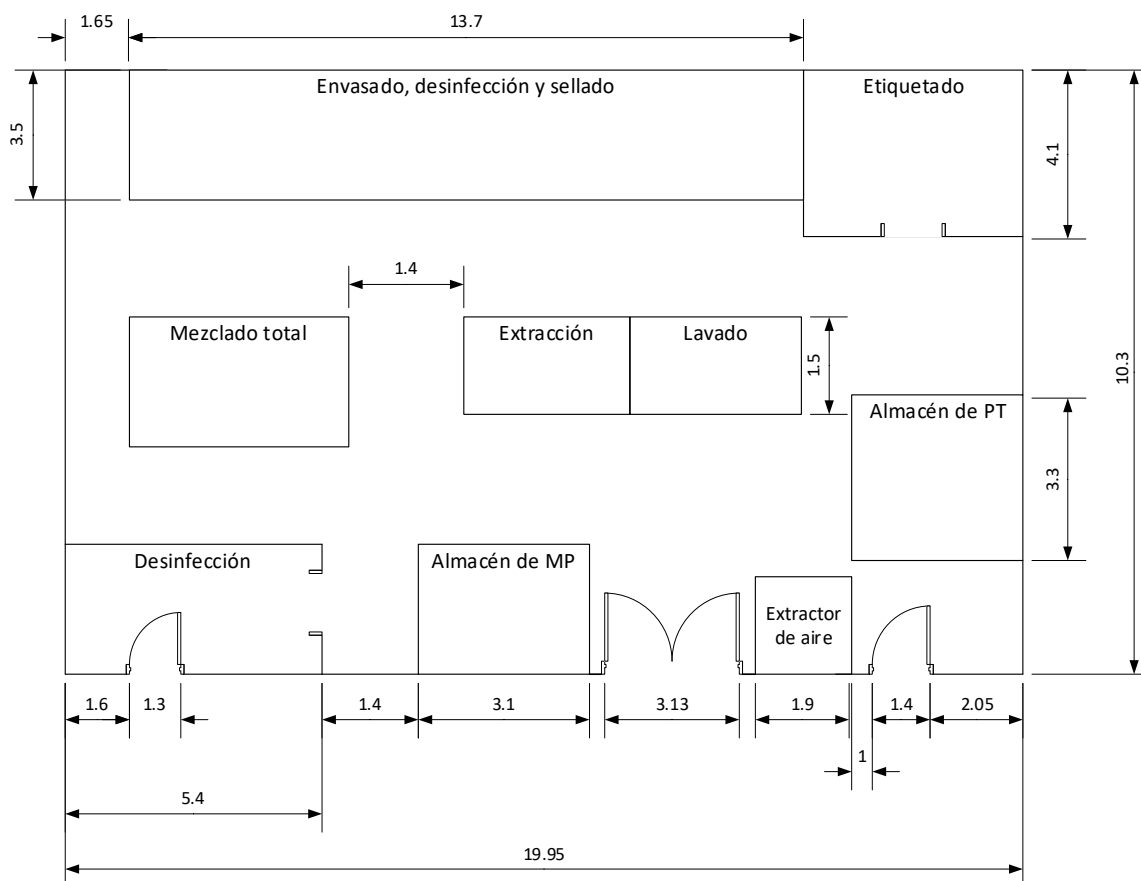 1.65
13.7
Envasado, desinfección y sellado
Etiquetado
3.5
4.1
1.4
Mezclado total
Extracción
Lavado
1.5
10.3
Almacén de PT
3.3
Desinfección
Almacén de MP
Extractor
de aire
1.6
1.3
1.4
3.1
3.13
1.9
1.4
2.05
1
5.4
19.95